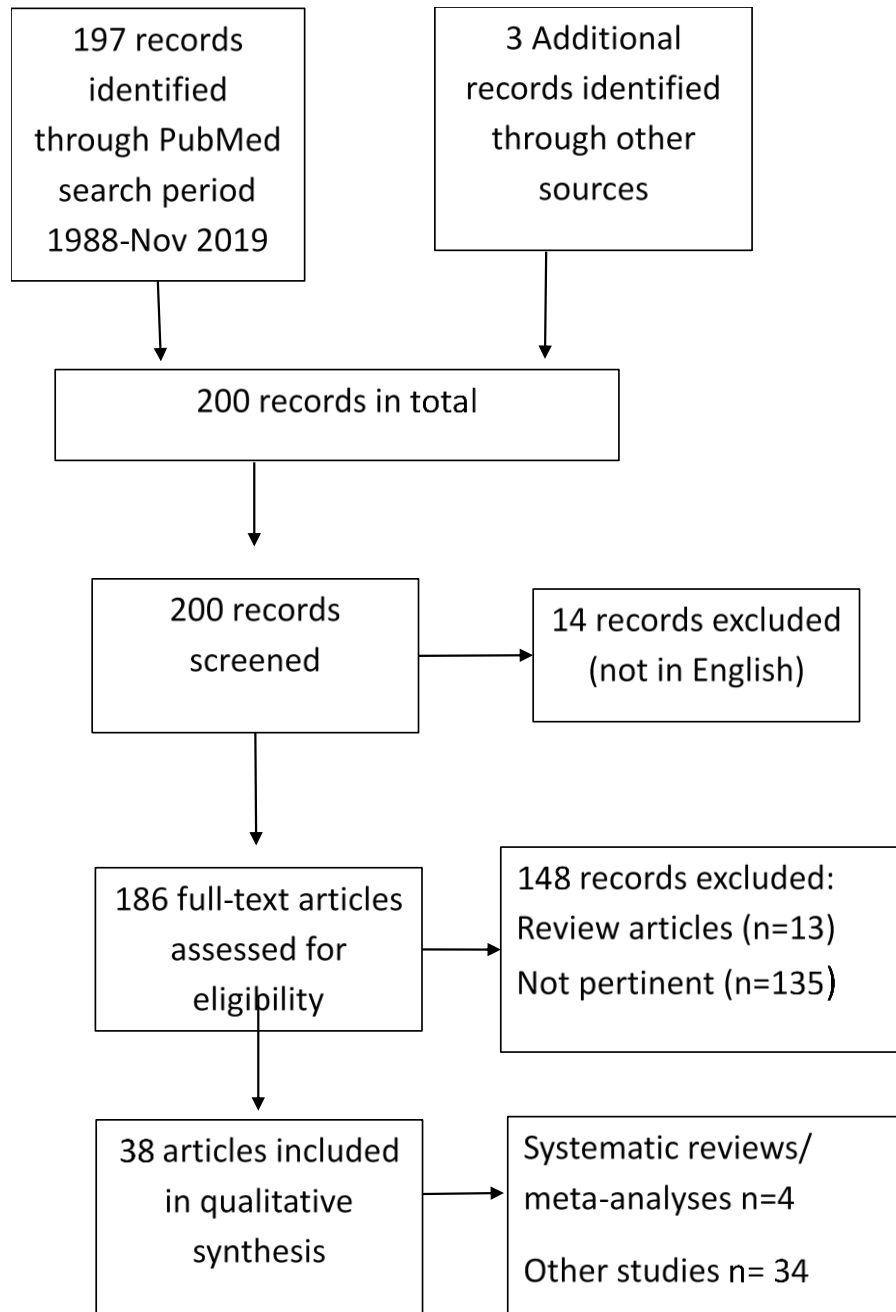 197 records
identified
through PubMed
search period
1988-Nov 2019
3 Additional
records identified
through other
sources
200 records in total
200 records
screened
14 records excluded
(not in English)
186 full-text articles
assessed for
eligibility
148 records excluded:
Review articles (n=13)
Not pertinent (n=135)
38 articles included
in qualitative
synthesis
Systematic reviews/
meta-analyses n=4
Other studies n= 34